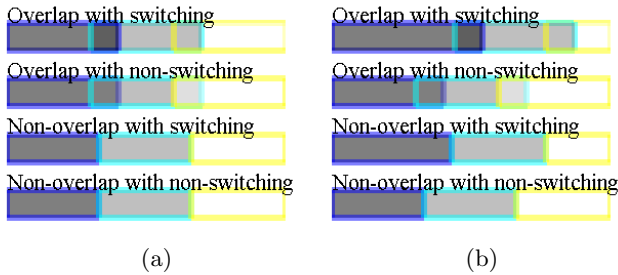 Overlap with switching
Overlap with non-switching
Non-overlap with switching
Non-overlap with non-switching
(a)
Overlap with switching
Overlap with non-switching
Non-overlap with switching
Non-overlap with non-switching
(b)